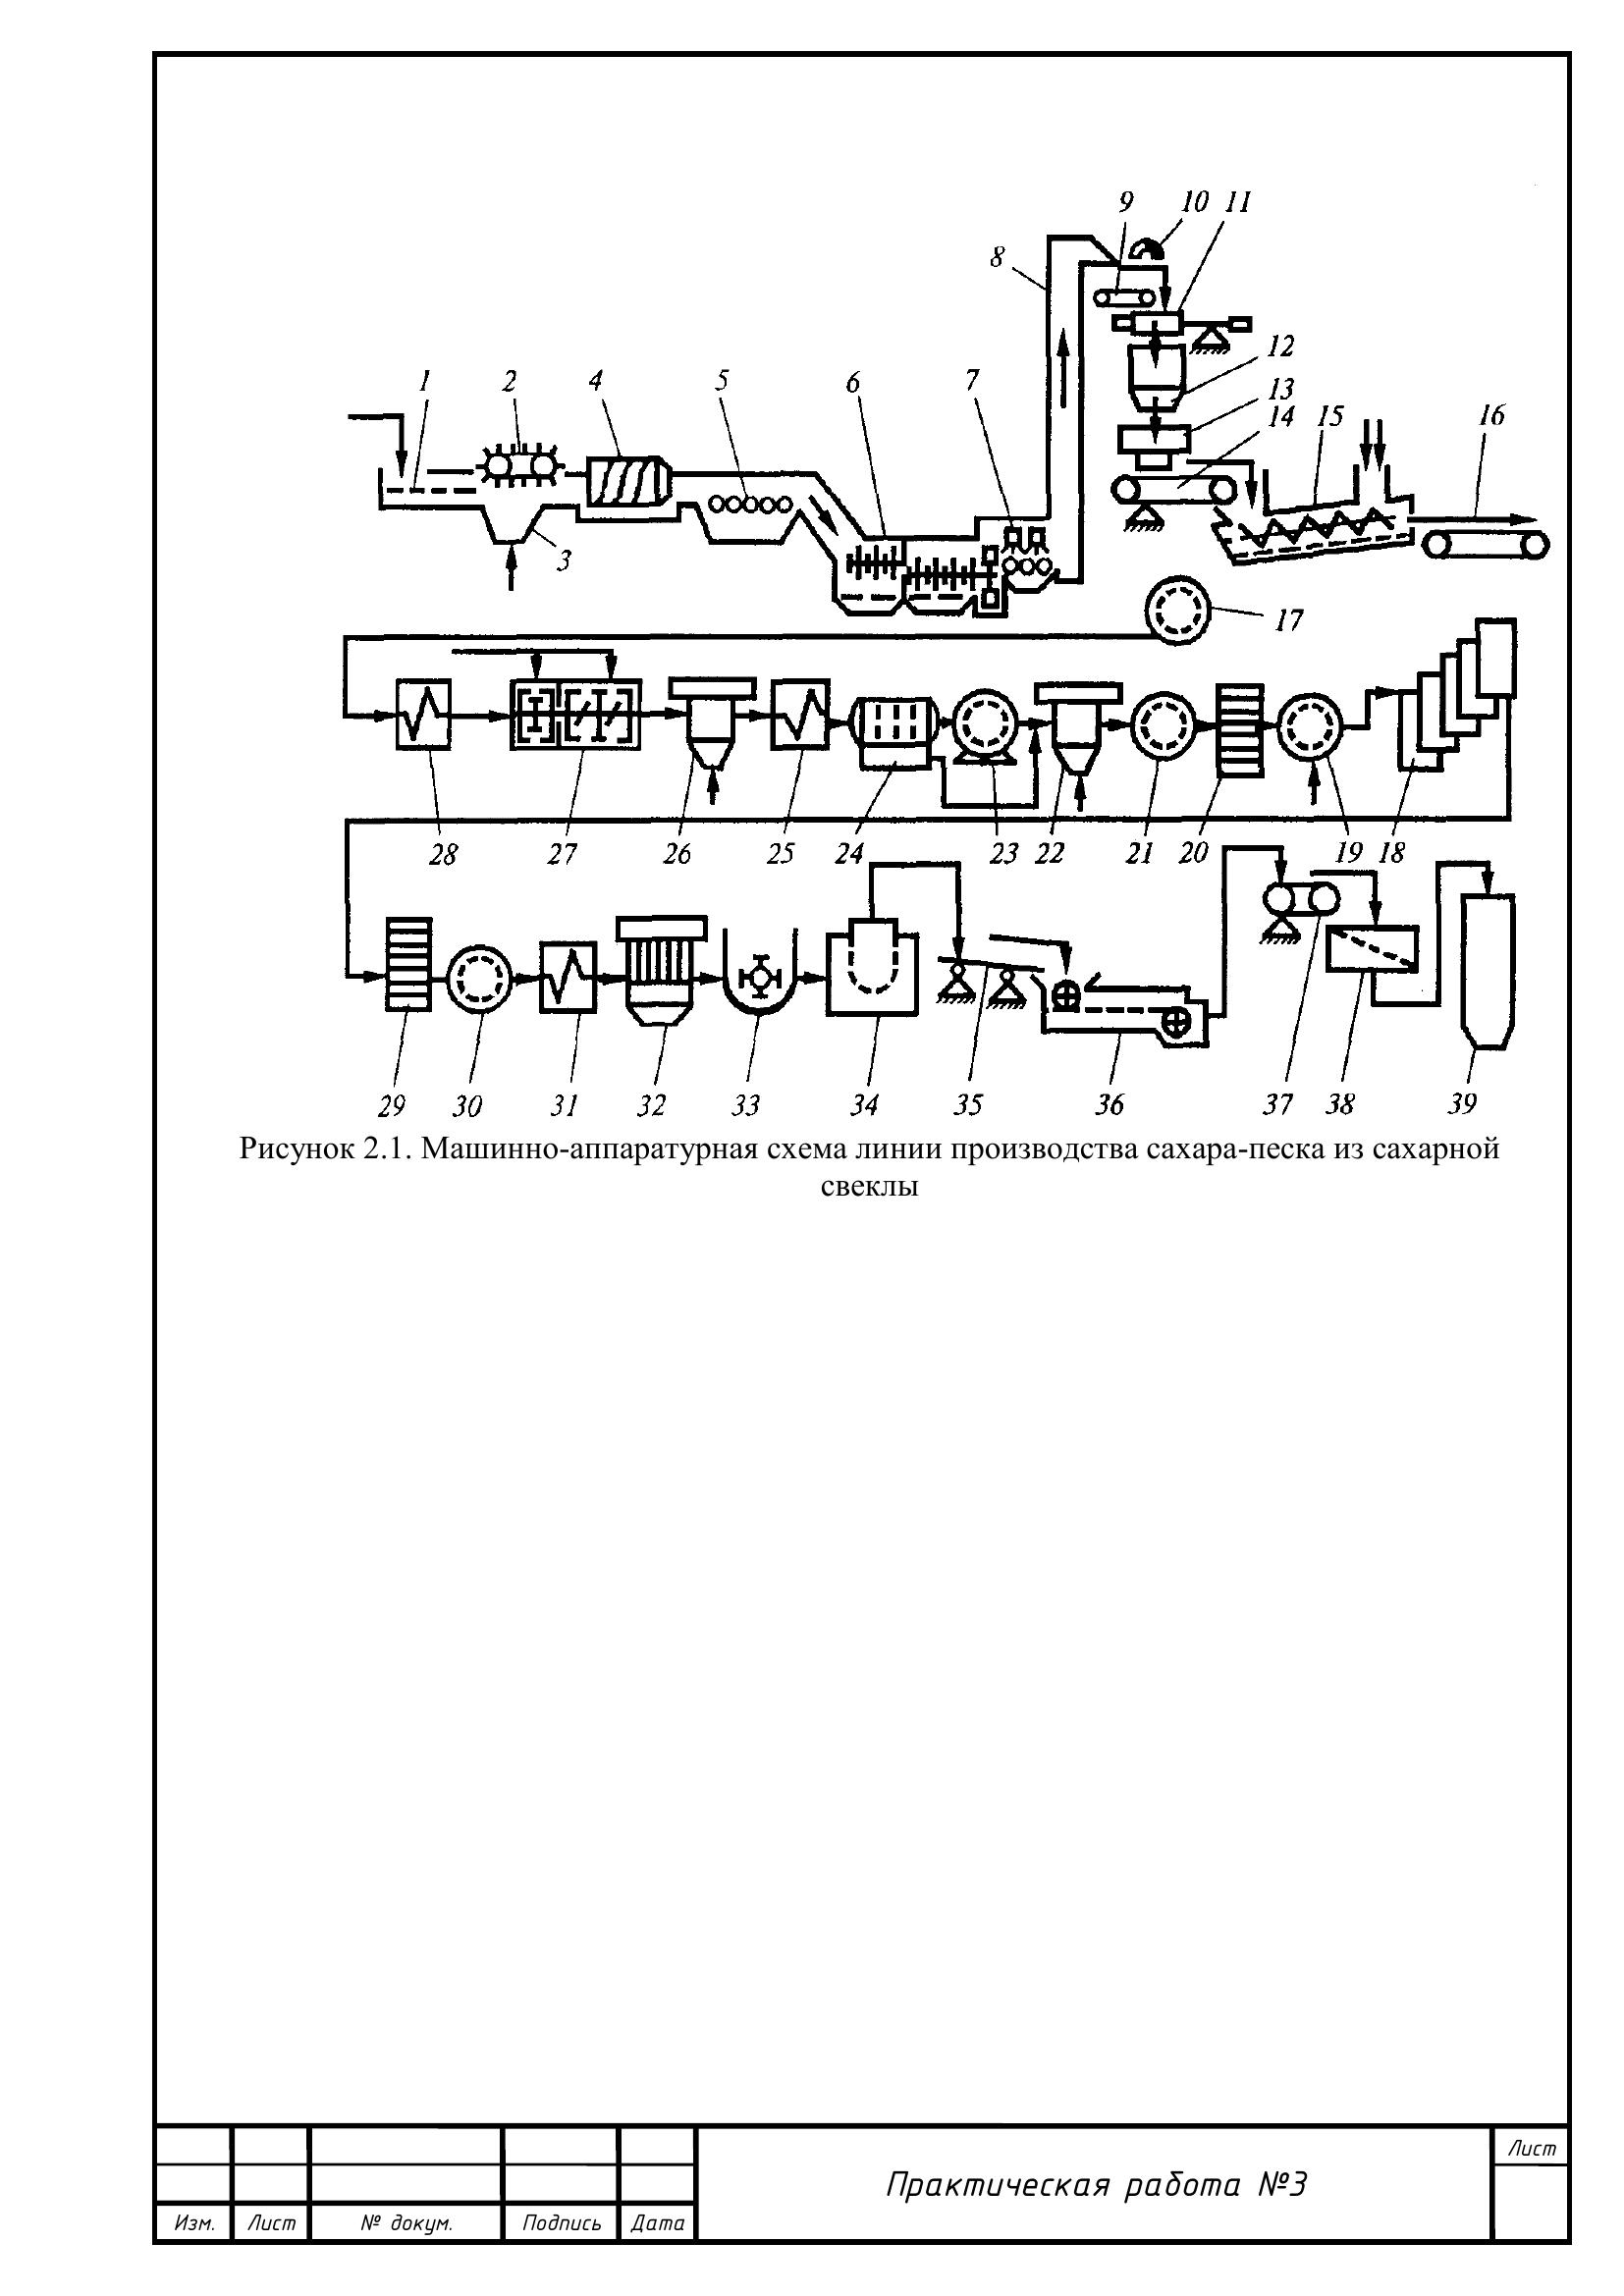 9 10 11
8
12
1 2 4 5 6 7 13
14 15 16
3
17
28 27 26 25 24 23 22 21 20 19 18
29 30 31 32 33 34 35 36 37 38 39
Рисунок 2.1. Машинно-аппаратурная схема линии производства сахара-песка из сахарной
свеклы
Лист
Практическая работа №3
Изм. Лист № докум. Подпись Дата